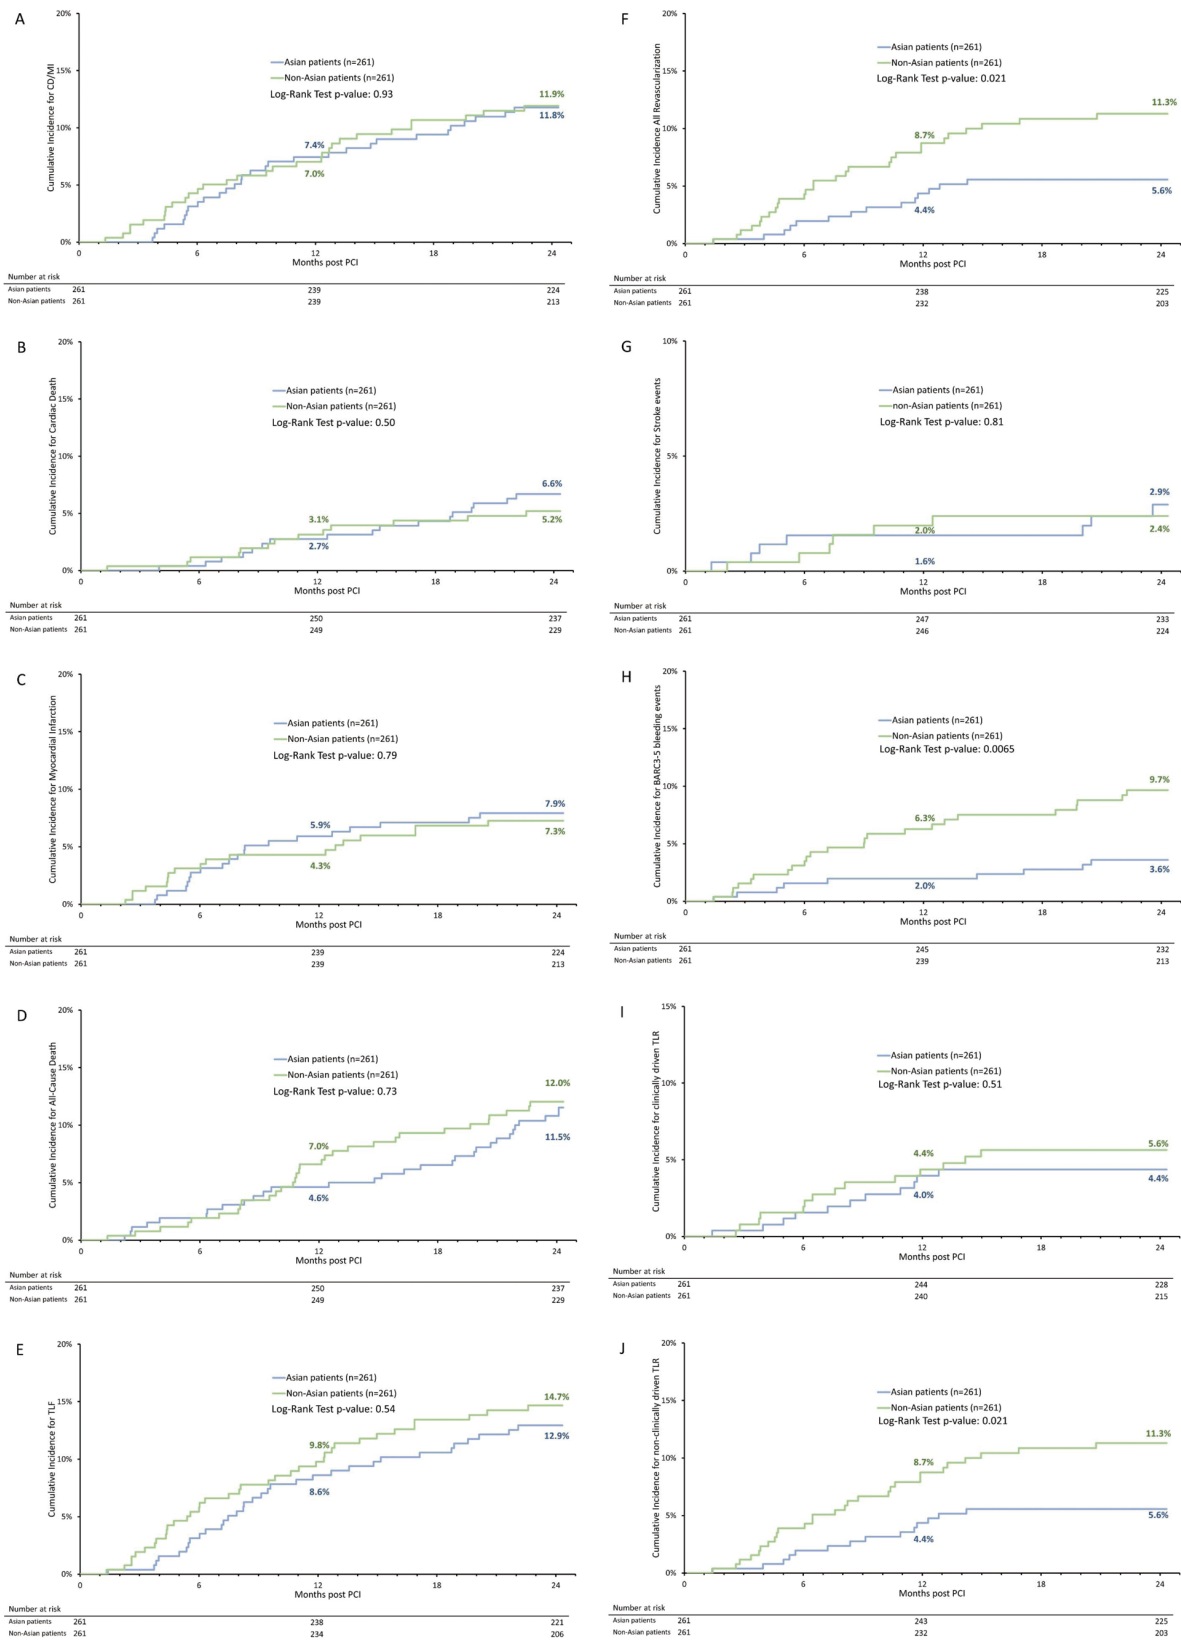 A
Cumulative Incidence for CD/MI
20%
15%
10%
5%
0%
Asian patients (n=261)
Non-Asian patients (n=261)
Log-Rank Test p-value: 0.93
7.4%
7.0%
11.9%
11.8%
0 6 12 18 24
Months post PCI
Number at risk
Asian patients 261 239 224
Non-Asian patients 261 239 213
B
Cumulative Incidence for Cardiac Death
20%
15%
10%
5%
0%
Asian patients (n=261)
Non-Asian patients (n=261)
Log-Rank Test p-value: 0.50
3.1%
2.7%
6.6%
5.2%
0 6 12 18 24
Months post PCI
Number at risk
Asian patients 261 250 237
Non-Asian patients 261 249 229
C
Cumulative Incidence for Myocardial Infarction
20%
15%
10%
5%
0%
Asian patients (n=261)
Non-Asian patients (n=261)
Log-Rank Test p-value: 0.79
5.9%
4.3%
7.9%
7.3%
0 6 12 18 24
Months post PCI
Number at risk
Asian patients 261 239 224
Non-Asian patients 261 239 213
D
Cumulative Incidence for All-Cause Death
20%
15%
10%
5%
0%
Asian patients (n=261)
Non-Asian patients (n=261)
Log-Rank Test p-value: 0.73
7.0%
4.6%
12.0%
11.5%
0 6 12 18 24
Months post PCI
Number at risk
Asian patients 261 250 237
Non-Asian patients 261 249 229
E
Cumulative Incidence for TLF
20%
15%
10%
5%
0%
Asian patients (n=261)
Non-Asian patients (n=261)
Log-Rank Test p-value: 0.54
9.8%
8.6%
14.7%
12.9%
0 6 12 18 24
Months post PCI
Number at risk
Asian patients 261 238 221
Non-Asian patients 261 234 206
F
Cumulative Incidence All Revascularization
20%
15%
10%
5%
0%
Asian patients (n=261)
Non-Asian patients (n=261)
Log-Rank Test p-value: 0.021
8.7%
4.4%
11.3%
5.6%
0 6 12 18 24
Months post PCI
Number at risk
Asian patients 261 238 225
Non-Asian patients 261 232 203
G
Cumulative Incidence for Stroke events
10%
5%
0%
Asian patients (n=261)
non-Asian patients (n=261)
Log-Rank Test p-value: 0.81
2.0%
1.6%
2.9%
2.4%
0 6 12 18 24
Months post PCI
Number at risk
Asian patients 261 247 233
Non-Asian patients 261 246 224
H
Cumulative Incidence for BARC3-5 bleeding events
20%
15%
10%
5%
0%
Asian patients (n=261)
Non-Asian patients (n=261)
Log-Rank Test p-value: 0.0065
6.3%
2.0%
9.7%
3.6%
0 6 12 18 24
Months post PCI
Number at risk
Asian patients 261 245 232
Non-Asian patients 261 239 213
I
Cumulative Incidence for clinically driven TLR
15%
10%
5%
0%
Asian patients (n=261)
Non-Asian patients (n=261)
Log-Rank Test p-value: 0.51
4.4%
4.0%
5.6%
4.4%
0 6 12 18 24
Months post PCI
Number at risk
Asian patients 261 244 228
Non-Asian patients 261 240 215
J
Cumulative Incidence for non-clinically driven TLR
20%
15%
10%
5%
0%
Asian patients (n=261)
Non-Asian patients (n=261)
Log-Rank Test p-value: 0.021
8.7%
4.4%
11.3%
5.6%
0 6 12 18 24
Months post PCI
Number at risk
Asian patients 261 243 225
Non-Asian patients 261 232 203